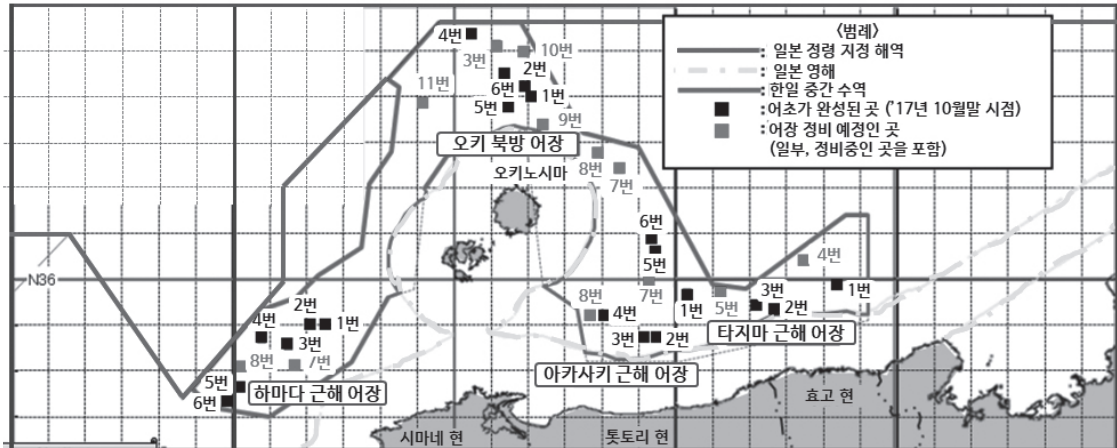 <범례>
: 일본 정령 지정 해역
: 일본 영해
: 한일 중간 수역
: 어초가 완성된 곳 ('17년 10월말 시점)
: 어장 정비 예정인 곳
(일부, 정비중인 곳을 포함)
4번
3번
10번
2번
11번
6번
1번
5번
9번
오키 북방 어장
8번
7번
오키노시마
6번
5번
4번
N36
7번
3번
1번
2번
8번
1번
5번
2번
1번
4번
4번
타지마 근해 어장
3번
3번
2번
8번
7번
아카사키 근해 어장
5번
하마다 근해 어장
6번
효고 현
시마네 현
톳토리 현